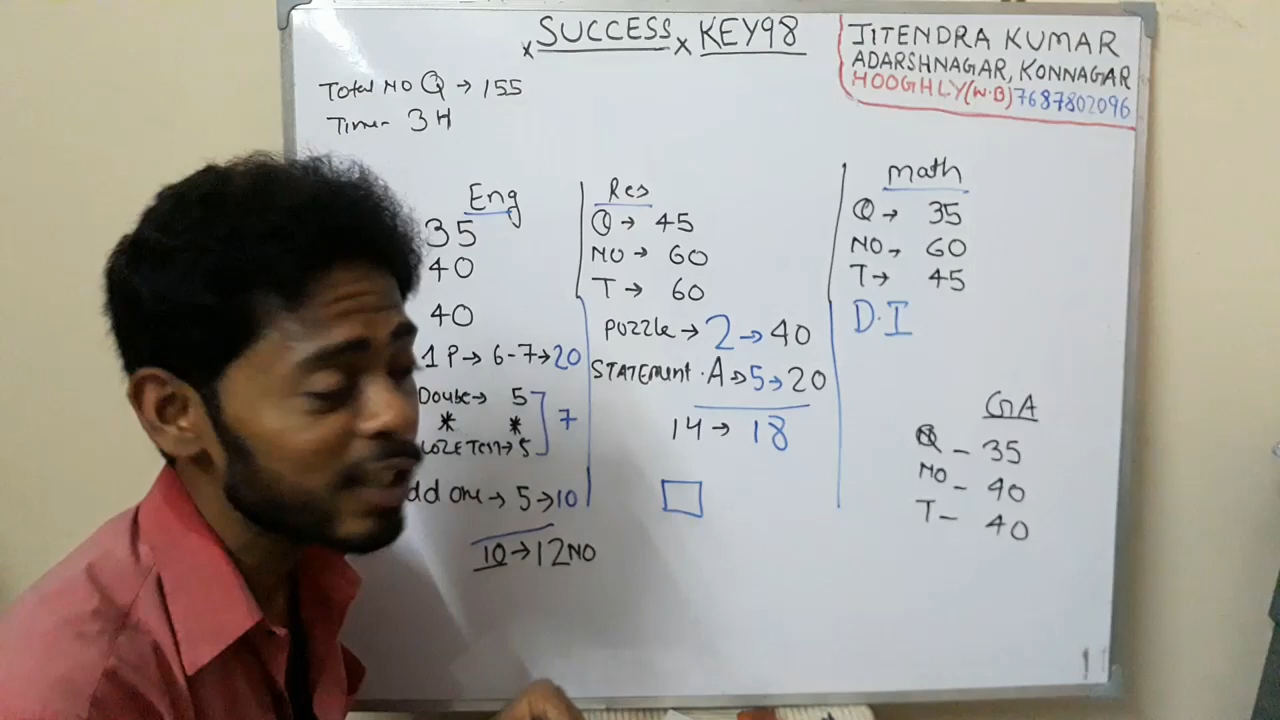 SUCCESS x KEY98
JITENDRA KUMAR
ADARSHNAGAR, KONNAGAR
HOOGHLY(W.B) 7687802096
Total NO Q → 155
Time- 3 H
Eng
35
40
40
1 P → 6-7 → 20
Double → 5
* * 7
LOZE Test → 5
dd one → 5 → 10
10 → 12 NO
Res
Q → 45
NO → 60
T → 60
PUZZLE → 2 → 40
STATEMENT.A → 5 → 20
14 → 18
math
Q → 35
NO → 60
T → 45
D.I
GA
Q - 35
NO - 40
T - 40